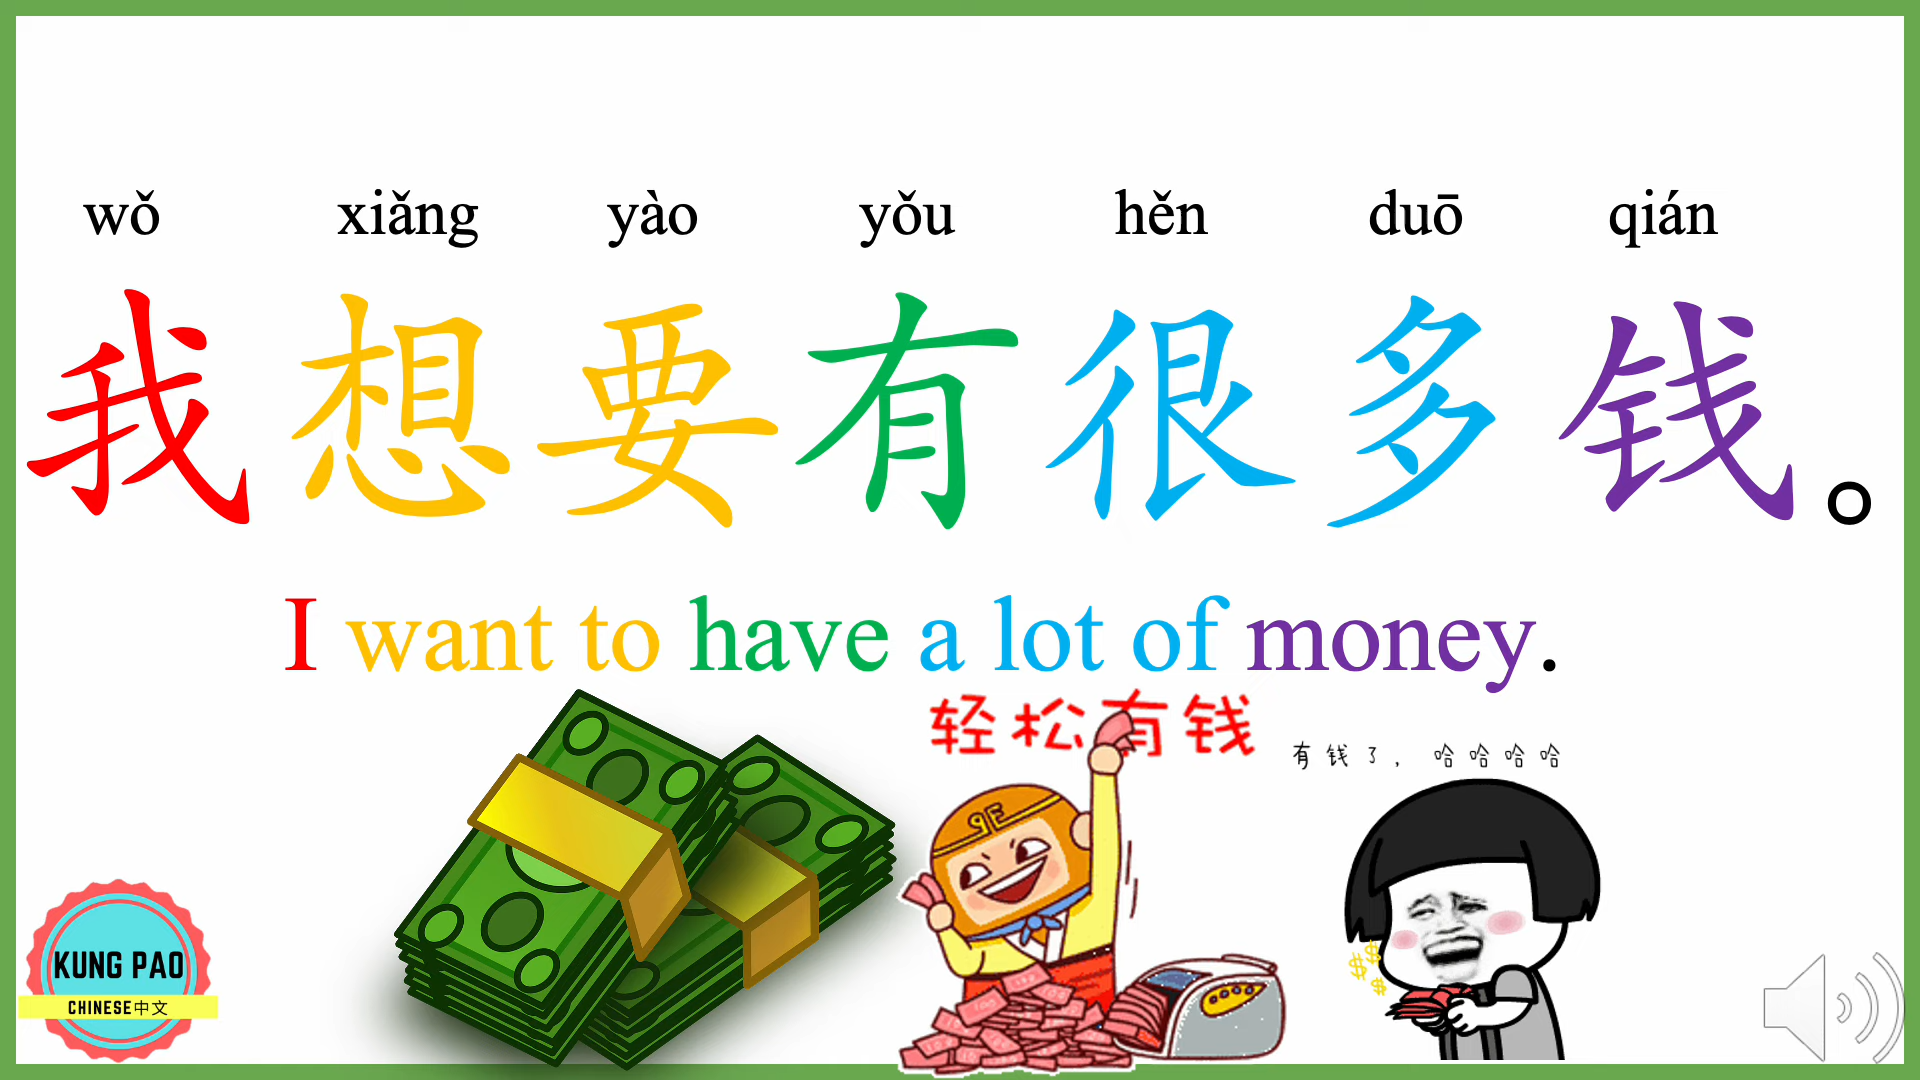 wǒ xiǎng yào yǒu hěn duō qián
我想要有很多钱。
I want to have a lot of money.
轻松有钱
有钱了，哈哈哈哈
KUNG PAO
CHINESE中文